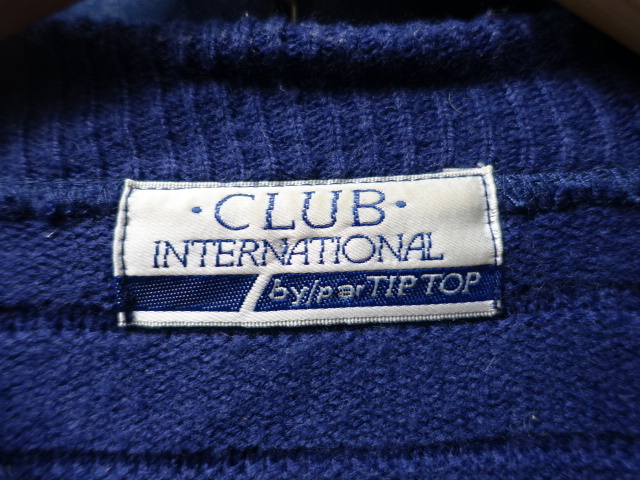 • CLUB •
INTERNATIONAL
by/par TIP TOP